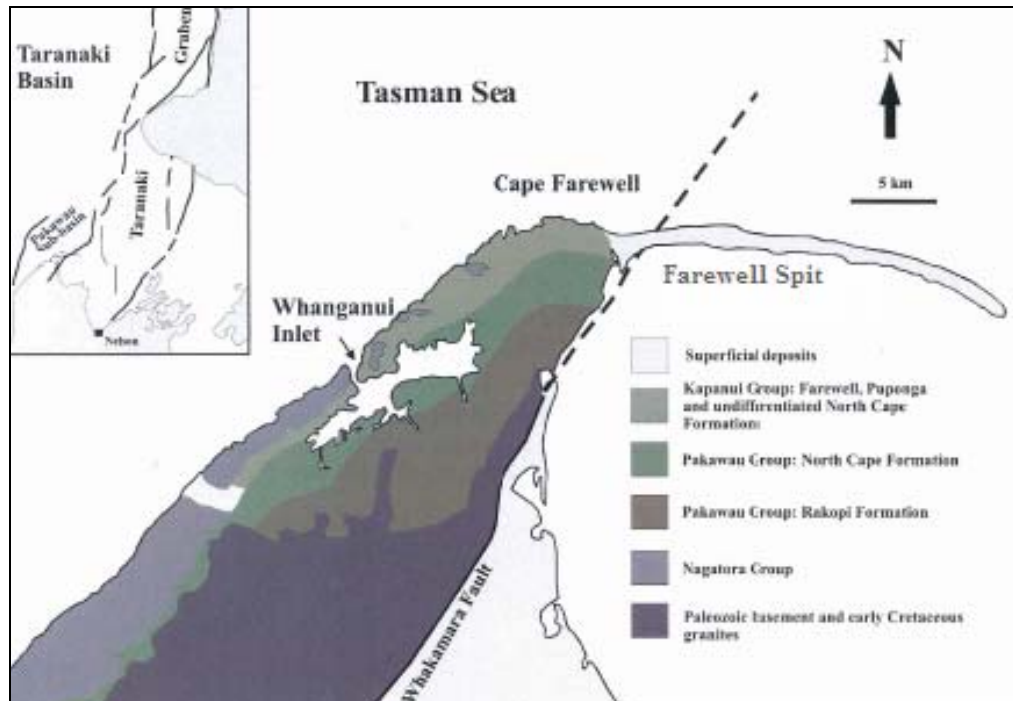 Taranaki
Basin
Graben
Taranaki
Pakawau
Sub-basin
Nelson
Tasman Sea
N
5 km
Cape Farewell
Farewell Spit
Whanganui
Inlet
Whakamara Fault
Superficial deposits
Kapanui Group: Farewell, Puponga
and undifferentiated North Cape
Formation:
Pakawau Group: North Cape Formation
Pakawau Group: Rakopi Formation
Nagatora Group
Paleozoic basement and early Cretaceous
granites